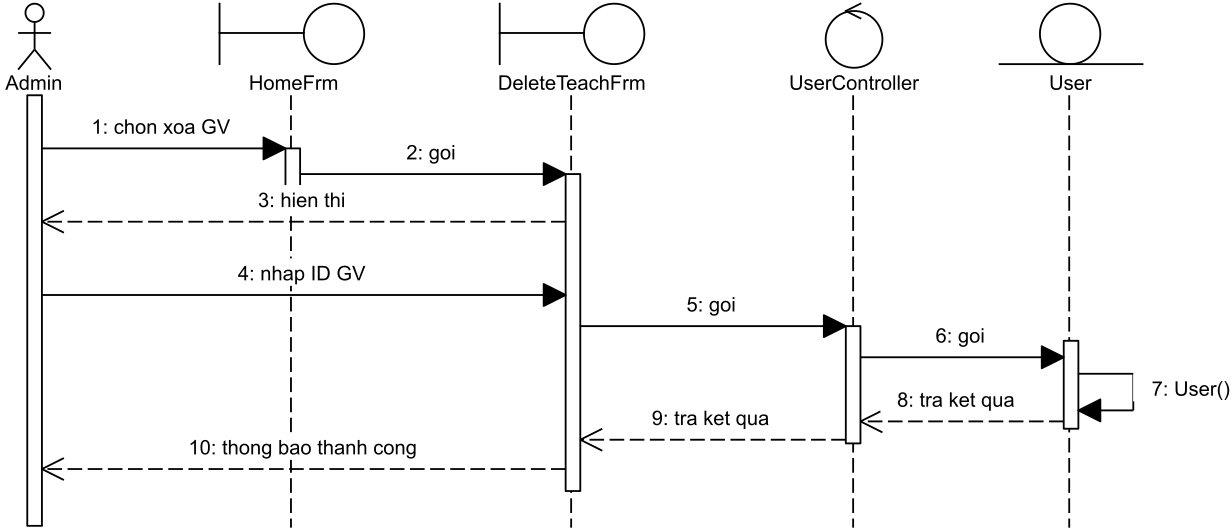 Admin
HomeFrm
DeleteTeachFrm
UserController
User
1: chon xoa GV
2: goi
3: hien thi
4: nhap ID GV
5: goi
6: goi
7: User()
8: tra ket qua
9: tra ket qua
10: thong bao thanh cong